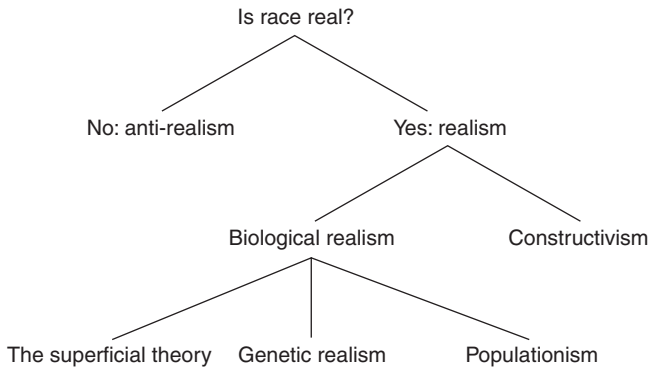 Is race real?
No: anti-realism
Yes: realism
Biological realism
Constructivism
The superficial theory
Genetic realism
Populationism